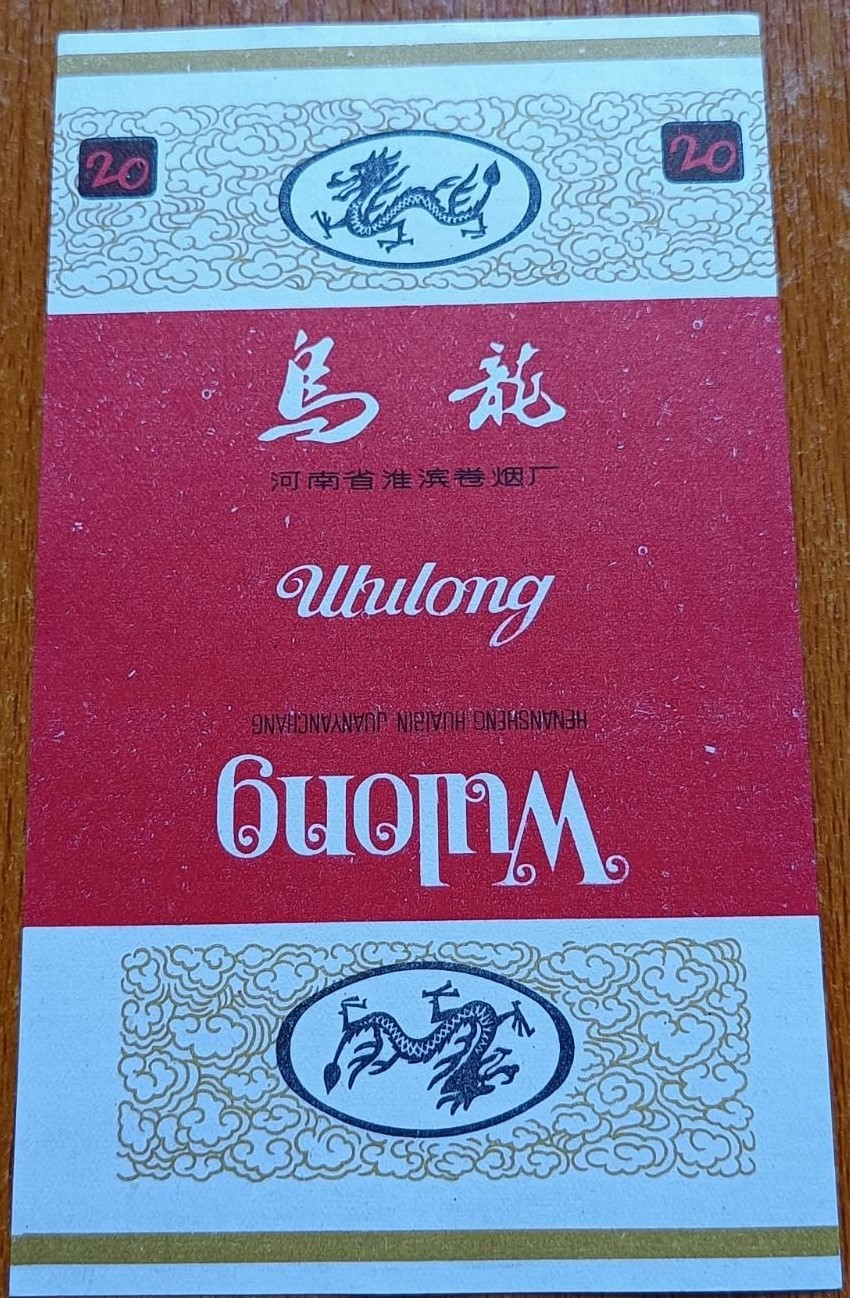 20 20
烏龍
河南省淮滨卷烟厂
Wulong
HENANSHENG HUAIBIN JUANYANCHANG
Wulong